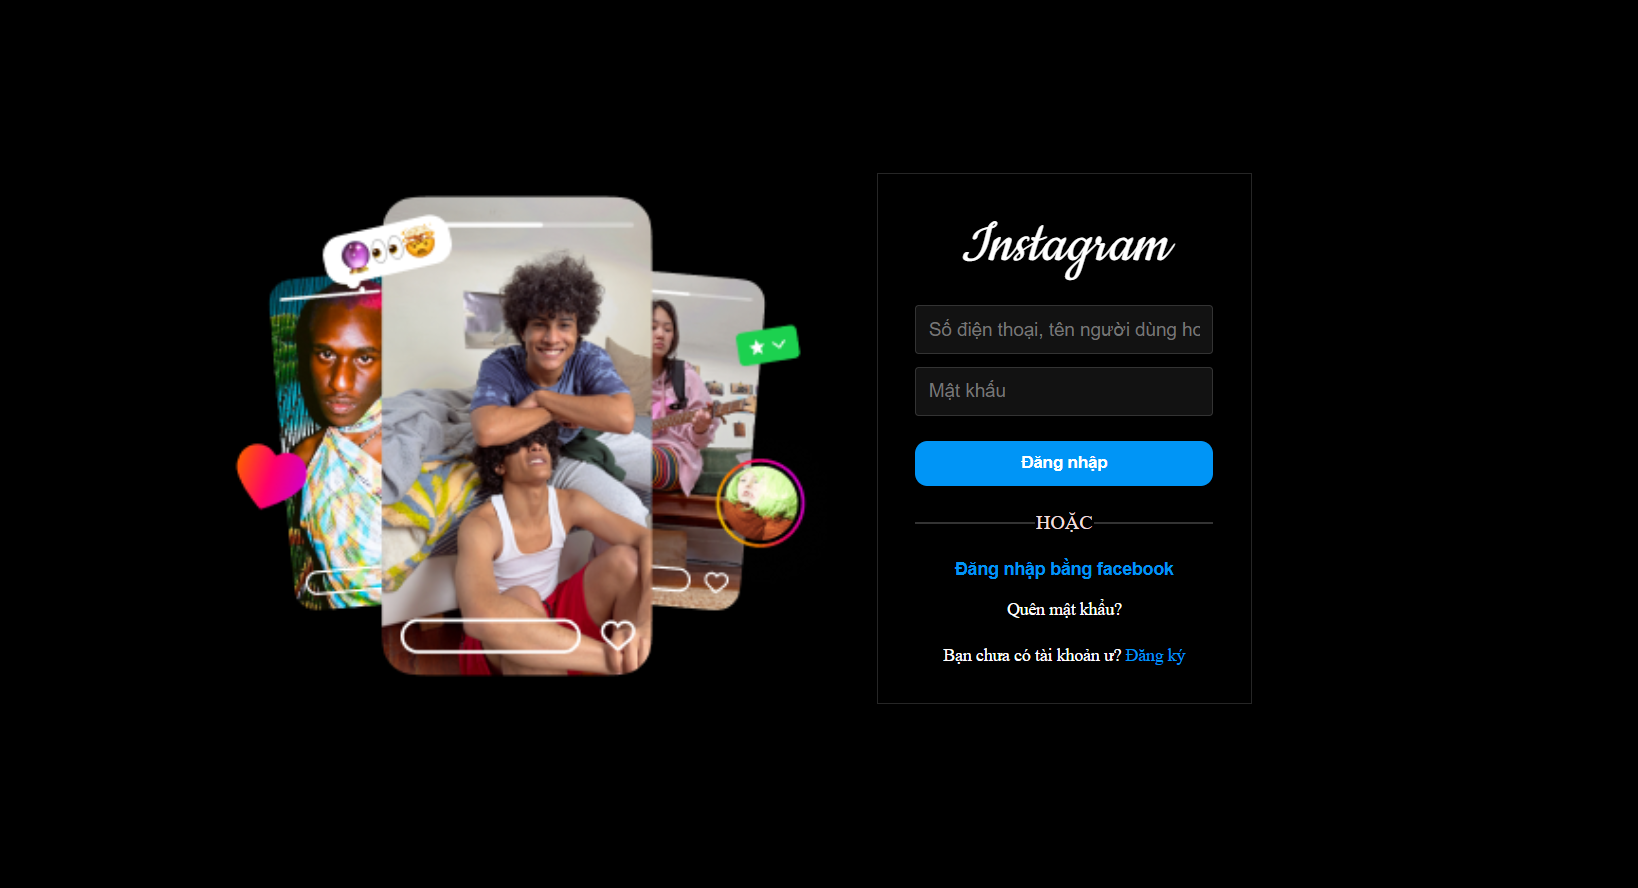 Instagram
Số điện thoại, tên người dùng hc
Mật khẩu
Đăng nhập
HOẶC
Đăng nhập bằng facebook
Quên mật khẩu?
Bạn chưa có tài khoản ư? Đăng ký